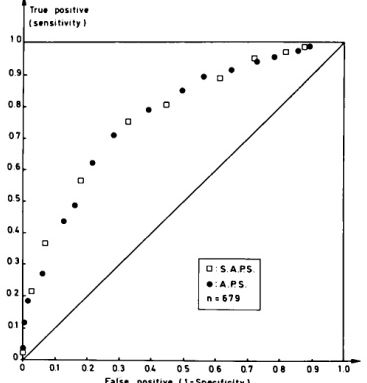 True positive
(sensitivity)
1.0
0.9
0.8
0.7
0.6
0.5
0.4
0.3
0.2
0.1
0
0 0.1 0.2 0.3 0.4 0.5 0.6 0.7 0.8 0.9 1.0
□ : S.A.P.S.
● : A.P.S.
n = 679
False positive (1-Specificity)